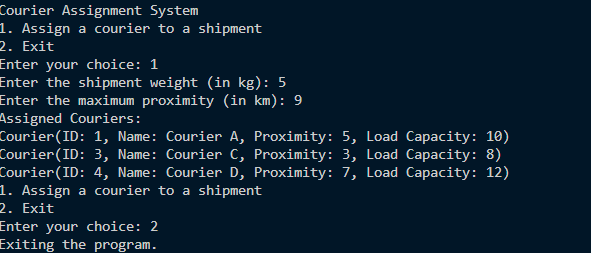 Courier Assignment System
1. Assign a courier to a shipment
2. Exit
Enter your choice: 1
Enter the shipment weight (in kg): 5
Enter the maximum proximity (in km): 9
Assigned Couriers:
Courier(ID: 1, Name: Courier A, Proximity: 5, Load Capacity: 10)
Courier(ID: 3, Name: Courier C, Proximity: 3, Load Capacity: 8)
Courier(ID: 4, Name: Courier D, Proximity: 7, Load Capacity: 12)
1. Assign a courier to a shipment
2. Exit
Enter your choice: 2
Exiting the program.